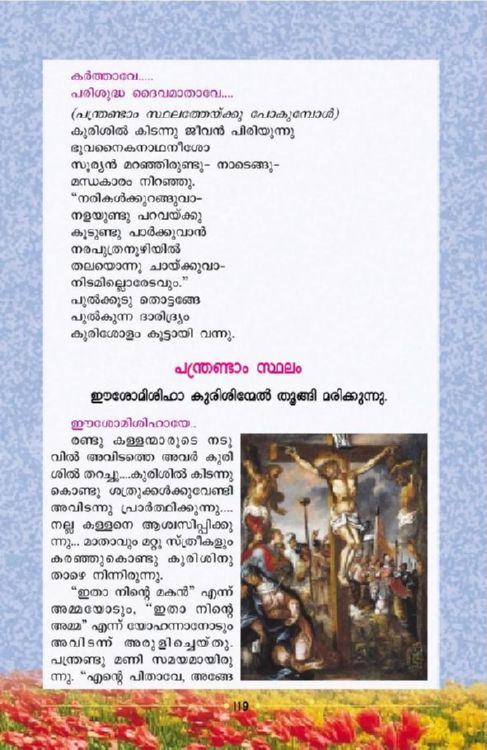 കർത്താവേ.....
പരിശുദ്ധ ദൈവമാതാവേ....
(പന്ത്രണ്ടാം സ്ഥലത്തേയ്ക്കു പോകുമ്പോൾ)
കുരിശിൽ കിടന്നു ജീവൻ പിരിയുന്നു
ഭുവനൈകനാഥനീശോ
സൂര്യൻ മറഞ്ഞിരുണ്ടു- നാടെങ്ങു-
മന്ധകാരം നിറഞ്ഞു.
“നരികൾക്കുറങ്ങുവാ-
നളയുണ്ടു പറവയ്ക്കു
കൂടുണ്ടു പാർക്കുവാൻ
നരപുത്രനൂഴിയിൽ
തലയൊന്നു ചായ്ക്കുവാ-
നിടമില്ലൊരേടവും.”
പുൽക്കൂടു തൊട്ടങ്ങേ
പുൽകുന്ന ദാരിദ്ര്യം
കുരിശോളം കൂട്ടായി വന്നു.
പന്ത്രണ്ടാം സ്ഥലം
ഈശോമിശിഹാ കുരിശിന്മേൽ തൂങ്ങി മരിക്കുന്നു.
ഈശോമിശിഹായേ..
രണ്ടു കള്ളന്മാരുടെ നടു
വിൽ അവിടത്തെ അവർ കുരി
ശിൽ തറച്ചു....കുരിശിൽ കിടന്നു
കൊണ്ടു ശത്രുക്കൾക്കുവേണ്ടി
അവിടന്നു പ്രാർത്ഥിക്കുന്നു....
നല്ല കള്ളനെ ആശ്വസിപ്പിക്കു
ന്നു... മാതാവും മറ്റു സ്ത്രീകളും
കരഞ്ഞുകൊണ്ടു കുരിശിനു
താഴെ നിന്നിരുന്നു.
“ഇതാ നിന്റെ മകൻ” എന്ന്
അമ്മയോടും, “ഇതാ നിന്റെ
അമ്മ” എന്ന് യോഹന്നാനോടും
അവിടന്ന് അരുളിച്ചെയ്തു.
പന്ത്രണ്ടു മണി സമയമായിരു
ന്നു. “എന്റെ പിതാവേ, അങ്ങേ
119